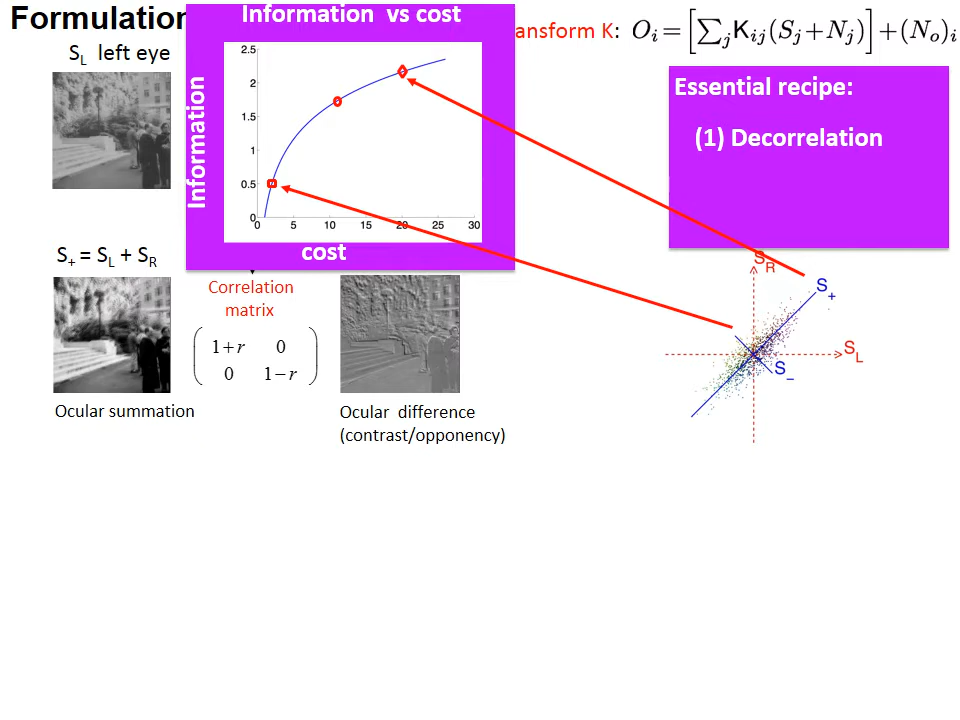 Formulation
Information vs cost
ansform K: O_i = [∑_j K_ij (S_j + N_j)] + (N_o)_i
S_L left eye
2.5
2
1.5
1
0.5
0
0 5 10 15 20 25 30
Information
cost
Essential recipe:
(1) Decorrelation
S_+ = S_L + S_R
Correlation
matrix
1+r 0
0 1−r
Ocular summation
Ocular difference
(contrast/opponency)
S_R
S_+
S_L
S_−